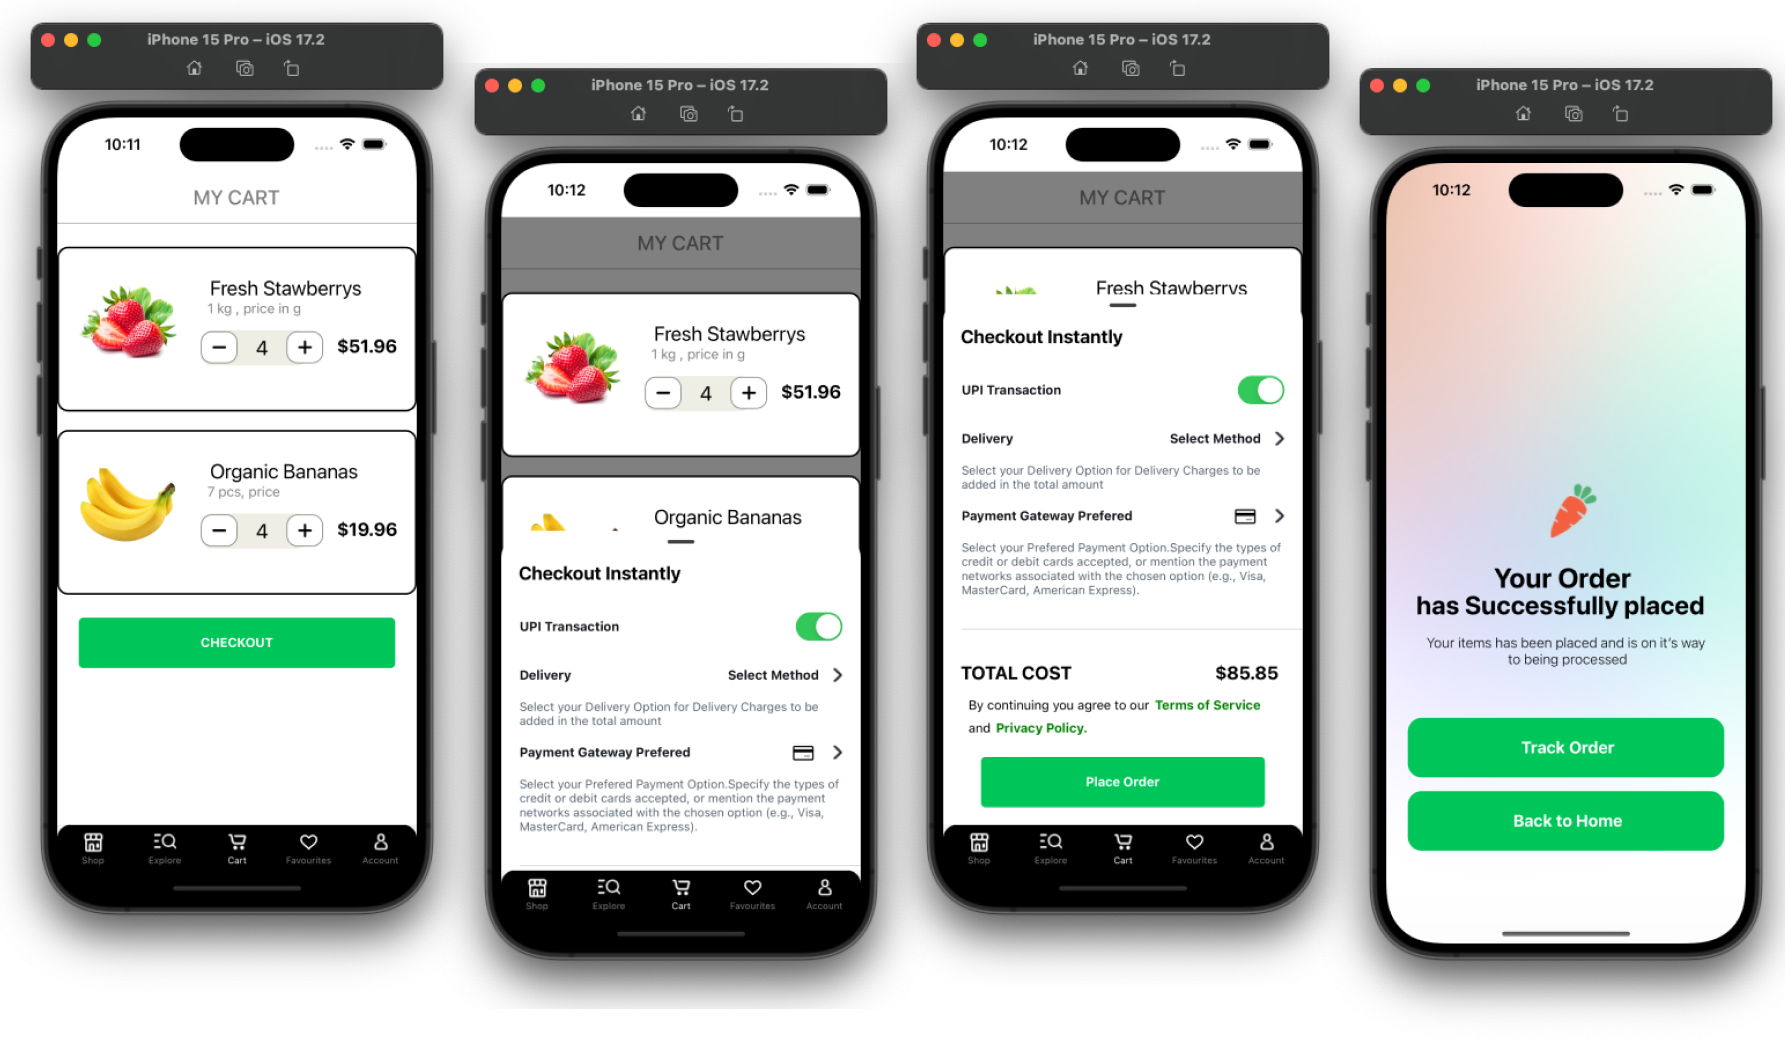 iPhone 15 Pro – iOS 17.2
10:11
MY CART
Fresh Stawberrys
1 kg , price in g
4
$51.96
Organic Bananas
7 pcs, price
4
$19.96
CHECKOUT
Shop
Explore
Cart
Favourites
Account
iPhone 15 Pro – iOS 17.2
10:12
MY CART
Fresh Stawberrys
1 kg , price in g
4
$51.96
Organic Bananas
Checkout Instantly
UPI Transaction
Delivery
Select Method
Select your Delivery Option for Delivery Charges to be
added in the total amount
Payment Gateway Prefered
Select your Prefered Payment Option.Specify the types of
credit or debit cards accepted, or mention the payment
networks associated with the chosen option (e.g., Visa,
MasterCard, American Express).
Shop
Explore
Cart
Favourites
Account
iPhone 15 Pro – iOS 17.2
10:12
MY CART
Fresh Stawberrys
Checkout Instantly
UPI Transaction
Delivery
Select Method
Select your Delivery Option for Delivery Charges to be
added in the total amount
Payment Gateway Prefered
Select your Prefered Payment Option.Specify the types of
credit or debit cards accepted, or mention the payment
networks associated with the chosen option (e.g., Visa,
MasterCard, American Express).
TOTAL COST
$85.85
By continuing you agree to our Terms of Service
and Privacy Policy.
Place Order
Shop
Explore
Cart
Favourites
Account
iPhone 15 Pro – iOS 17.2
10:12
Your Order
has Successfully placed
Your items has been placed and is on it's way
to being processed
Track Order
Back to Home